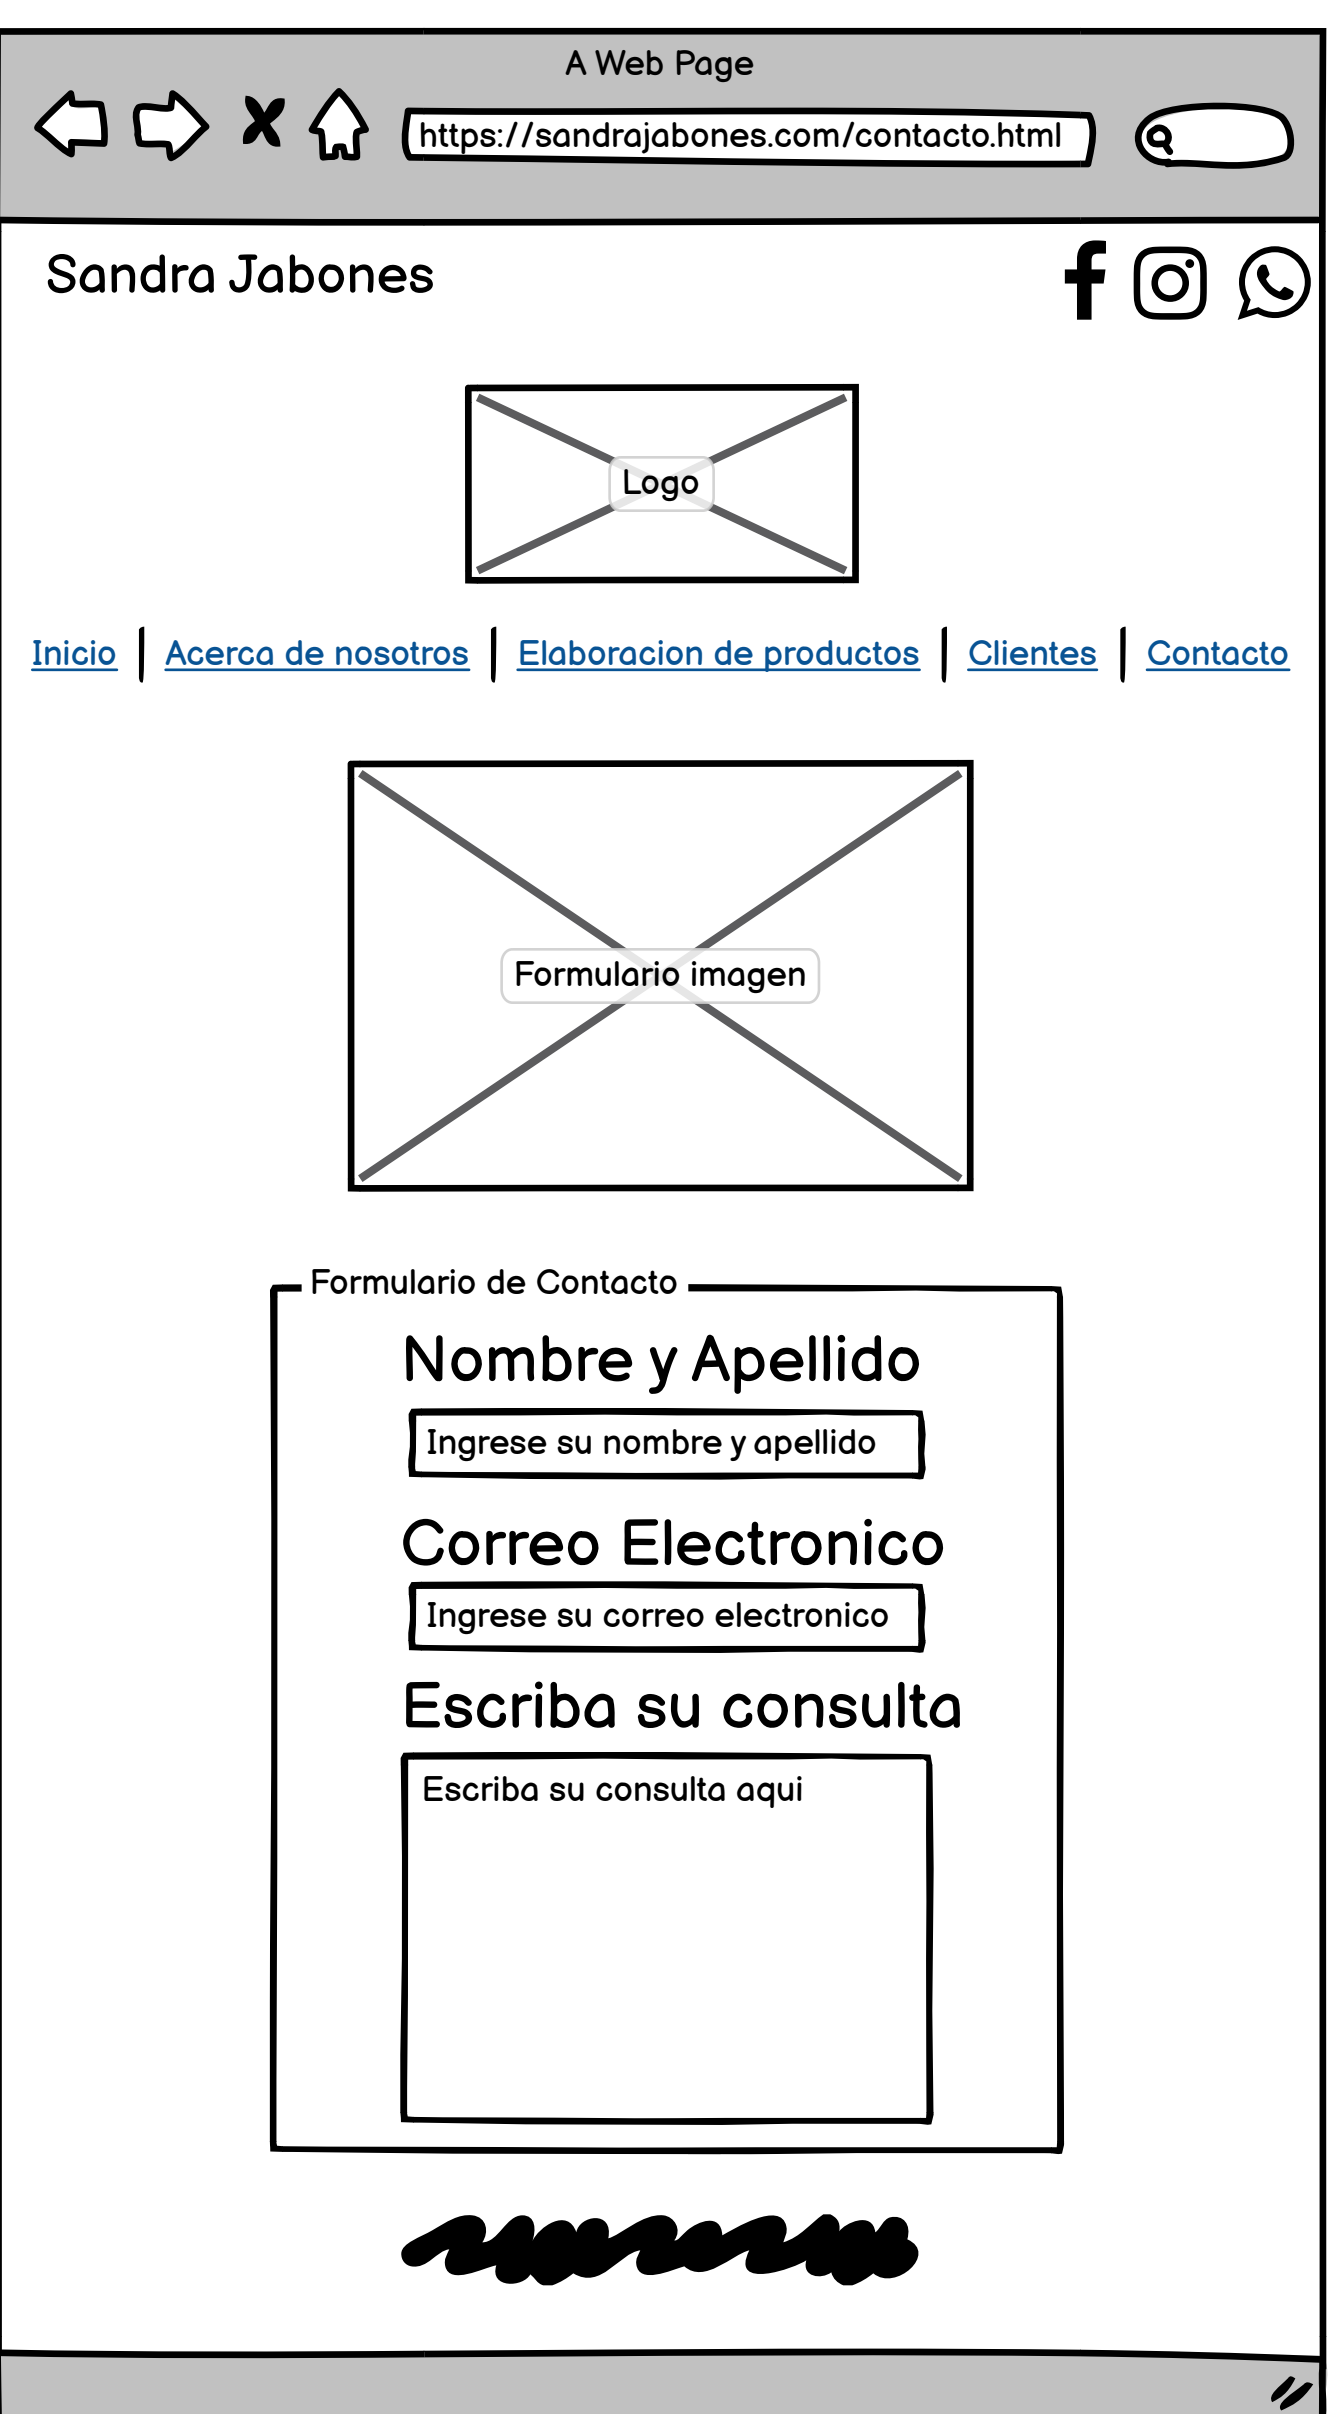 A Web Page
https://sandrajabones.com/contacto.html
Sandra Jabones
Logo
Inicio | Acerca de nosotros | Elaboracion de productos | Clientes | Contacto
Formulario imagen
Formulario de Contacto
Nombre y Apellido
Ingrese su nombre y apellido
Correo Electronico
Ingrese su correo electronico
Escriba su consulta
Escriba su consulta aqui